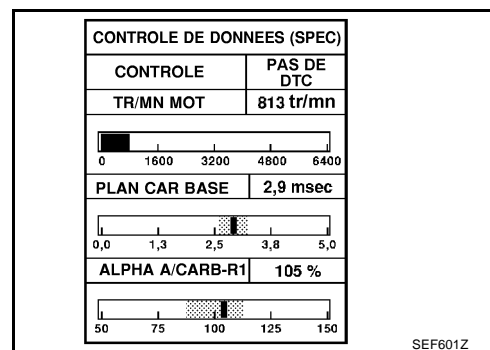 CONTROLE DE DONNEES (SPEC)
CONTROLE PAS DE DTC
TR/MN MOT 813 tr/mn
0 1600 3200 4800 6400
PLAN CAR BASE 2,9 msec
0,0 1,3 2,5 3,8 5,0
ALPHA A/CARB-R1 105 %
50 75 100 125 150
SEF601Z